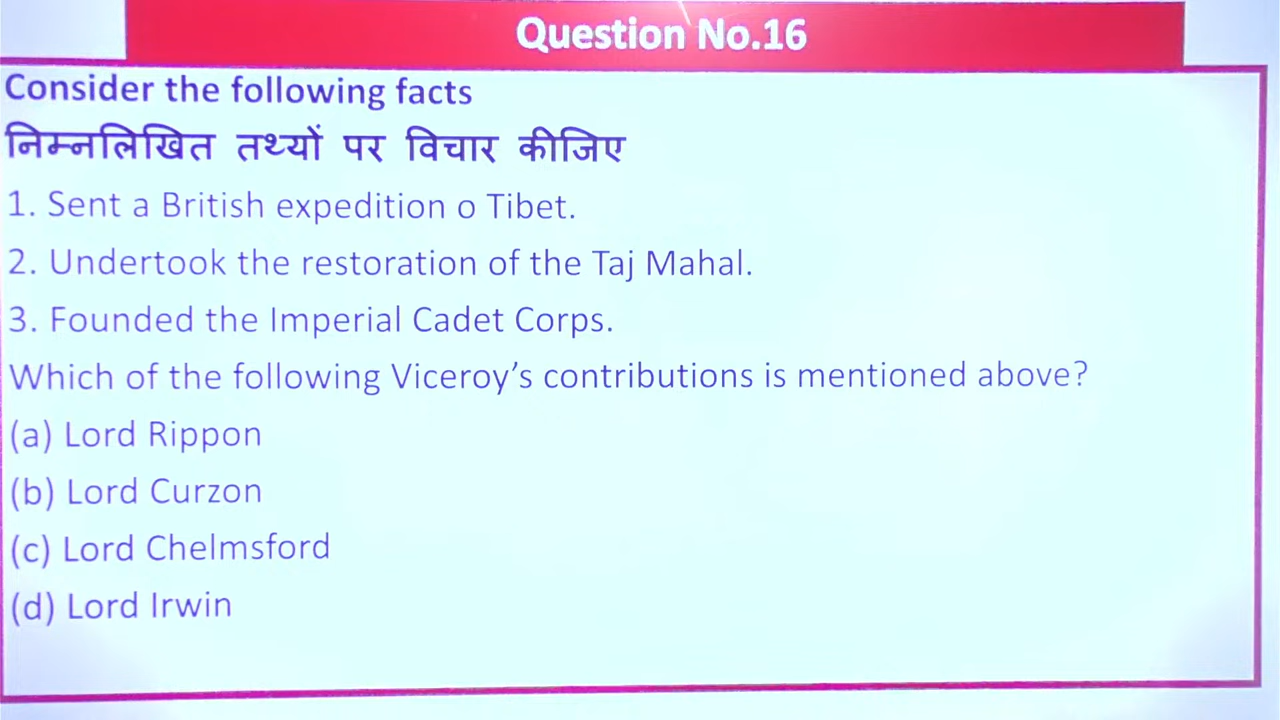 Question No.16
Consider the following facts
निम्नलिखित तथ्यों पर विचार कीजिए
1. Sent a British expedition o Tibet.
2. Undertook the restoration of the Taj Mahal.
3. Founded the Imperial Cadet Corps.
Which of the following Viceroy's contributions is mentioned above?
(a) Lord Rippon
(b) Lord Curzon
(c) Lord Chelmsford
(d) Lord Irwin